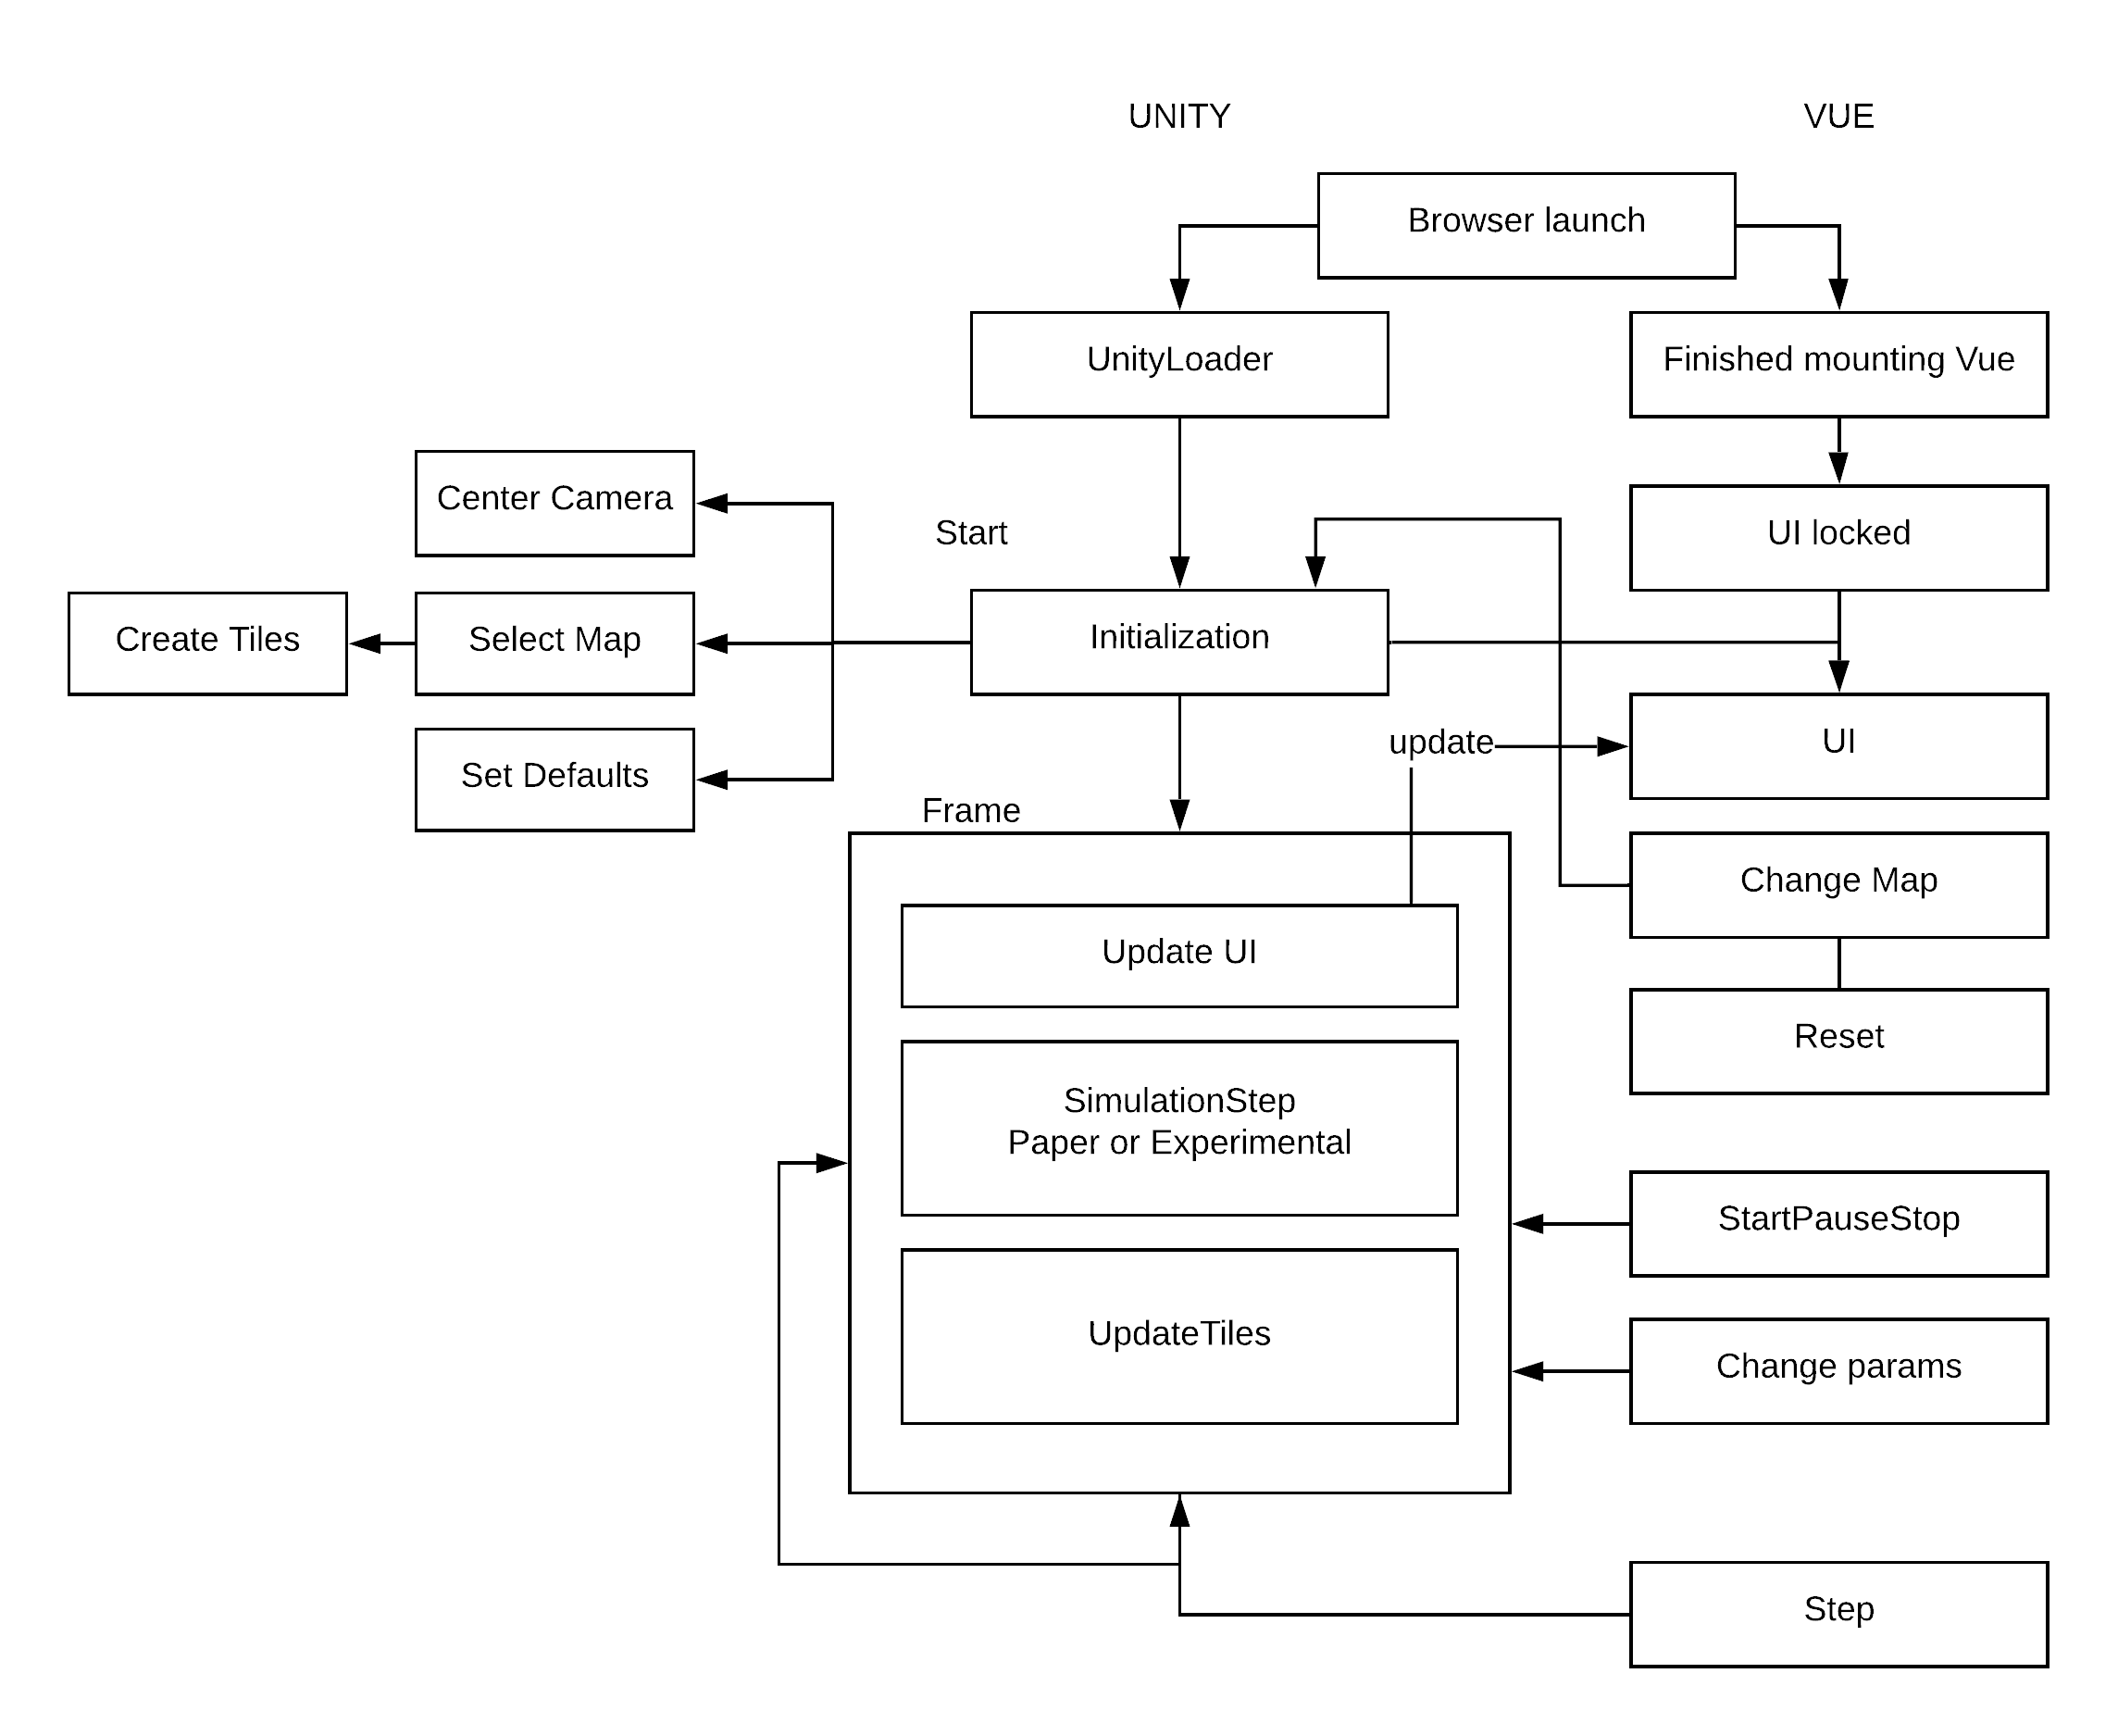 UNITY
VUE
Browser launch
UnityLoader
Finished mounting Vue
Center Camera
Start
UI locked
Create Tiles
Select Map
Initialization
Set Defaults
update
UI
Frame
Change Map
Update UI
Reset
SimulationStep
Paper or Experimental
StartPauseStop
UpdateTiles
Change params
Step